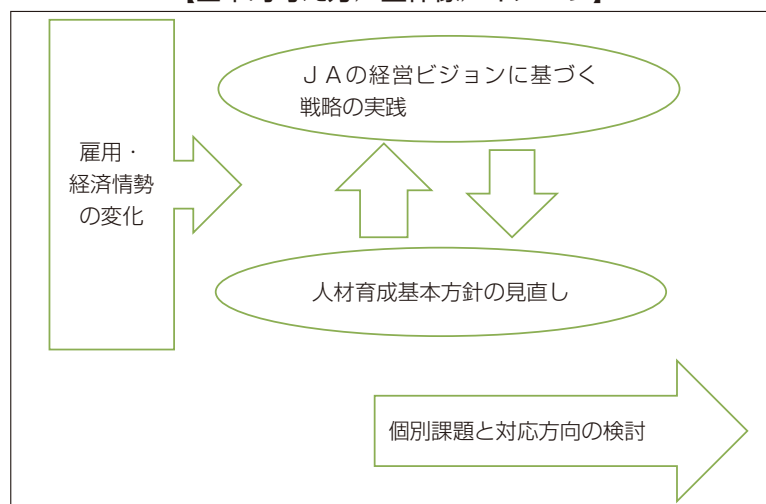 雇用・
経済情勢
の変化
ＪＡの経営ビジョンに基づく
戦略の実践
人材育成基本方針の見直し
個別課題と対応方向の検討